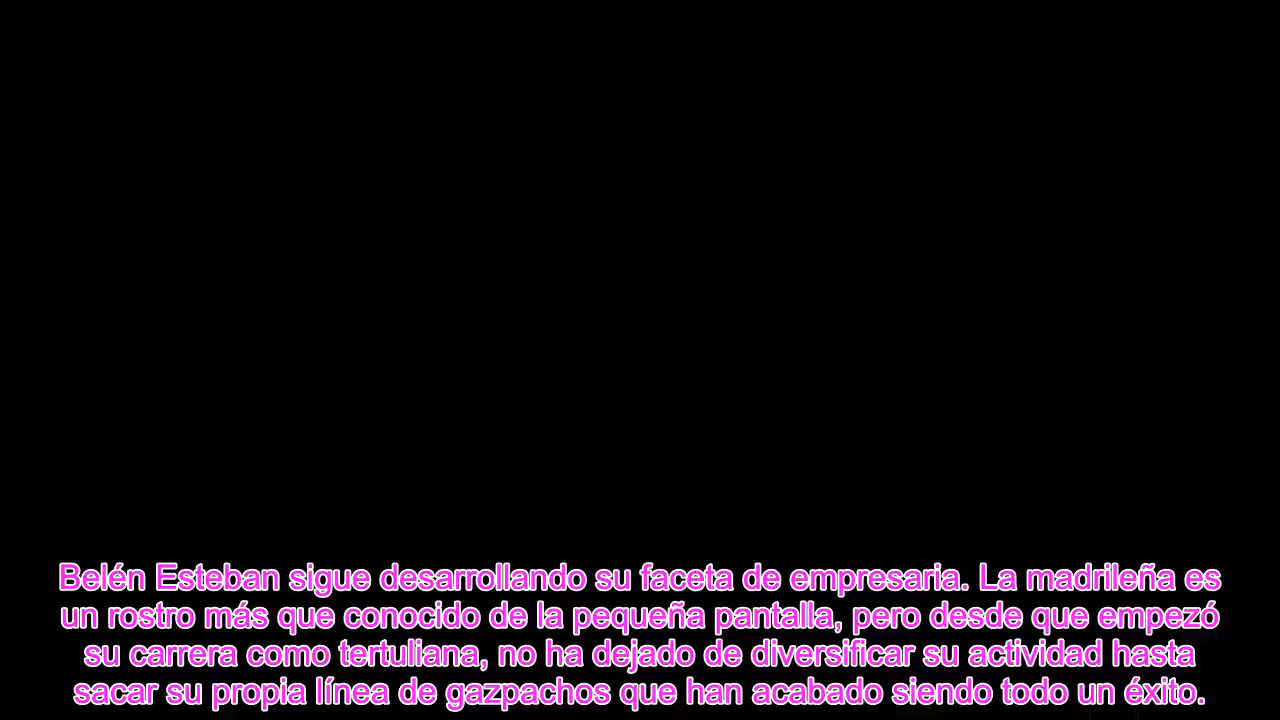 Belén Esteban sigue desarrollando su faceta de empresaria. La madrileña es
un rostro más que conocido de la pequeña pantalla, pero desde que empezó
su carrera como tertuliana, no ha dejado de diversificar su actividad hasta
sacar su propia línea de gazpachos que han acabado siendo todo un éxito.